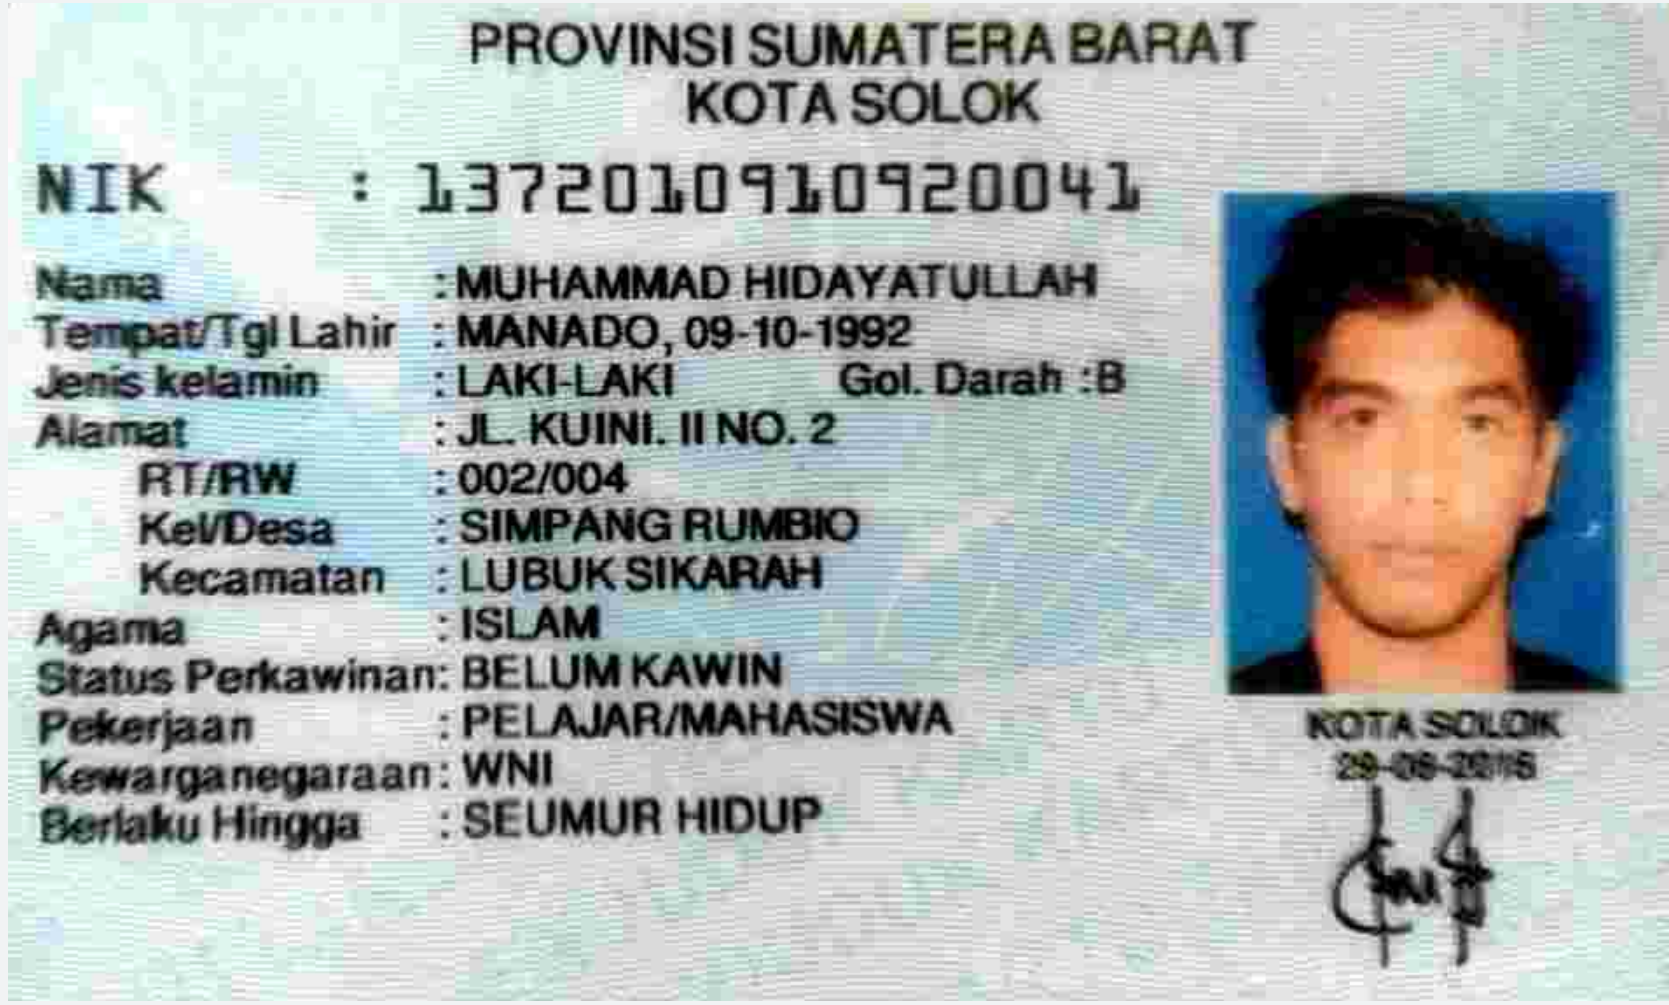 PROVINSI SUMATERA BARAT
KOTA SOLOK
NIK : 1372010910920041
Nama : MUHAMMAD HIDAYATULLAH
Tempat/Tgl Lahir : MANADO, 09-10-1992
Jenis kelamin : LAKI-LAKI Gol. Darah : B
Alamat : JL. KUINI. II NO. 2
RT/RW : 002/004
Kel/Desa : SIMPANG RUMBIO
Kecamatan : LUBUK SIKARAH
Agama : ISLAM
Status Perkawinan : BELUM KAWIN
Pekerjaan : PELAJAR/MAHASISWA
Kewarganegaraan : WNI
Berlaku Hingga : SEUMUR HIDUP
KOTA SOLOK